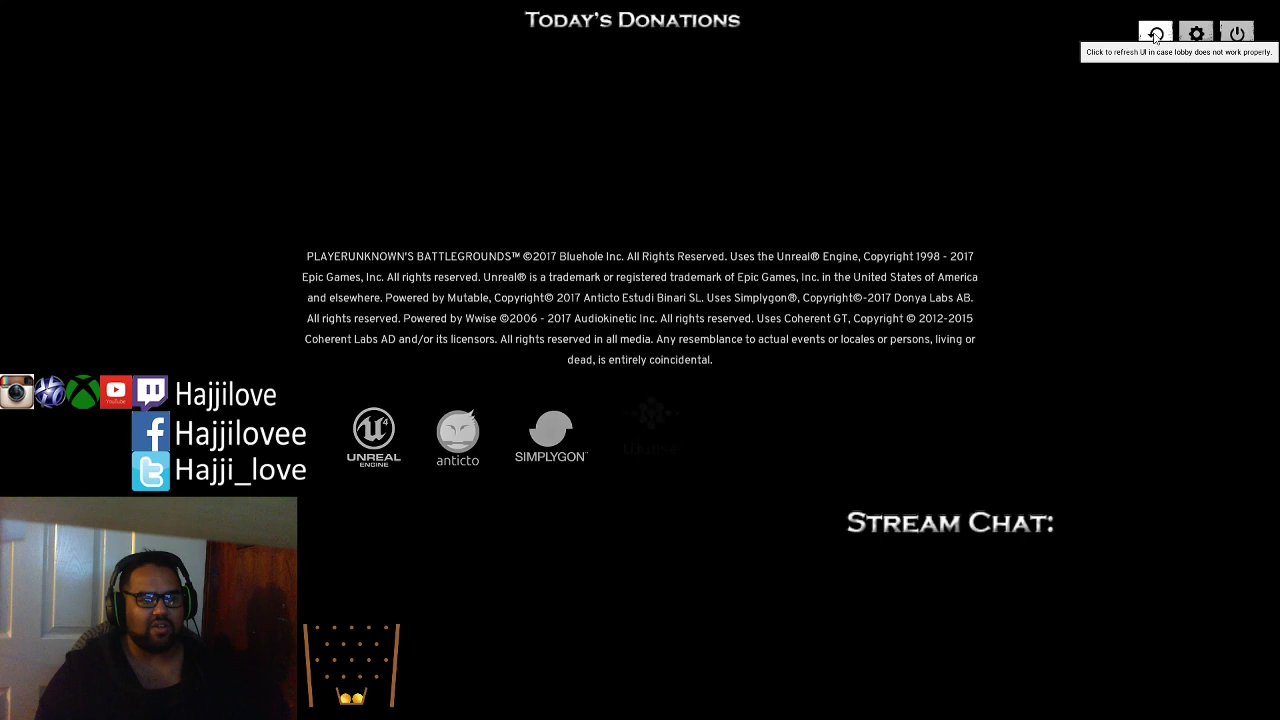 Today's Donations
Click to refresh UI in case lobby does not work properly.
PLAYERUNKNOWN'S BATTLEGROUNDS™ ©2017 Bluehole Inc. All Rights Reserved. Uses the Unreal® Engine, Copyright 1998 - 2017
Epic Games, Inc. All rights reserved. Unreal® is a trademark or registered trademark of Epic Games, Inc. in the United States of America
and elsewhere. Powered by Mutable, Copyright© 2017 Anticto Estudi Binari SL. Uses Simplygon®, Copyright©-2017 Donya Labs AB.
All rights reserved. Powered by Wwise ©2006 - 2017 Audiokinetic Inc. All rights reserved. Uses Coherent GT, Copyright © 2012-2015
Coherent Labs AD and/or its licensors. All rights reserved in all media. Any resemblance to actual events or locales or persons, living or
dead, is entirely coincidental.
YouTube
Hajjilove
Hajjilovee
Hajji_love
4
UNREAL
ENGINE
anticto
SIMPLYGON™
Stream Chat: